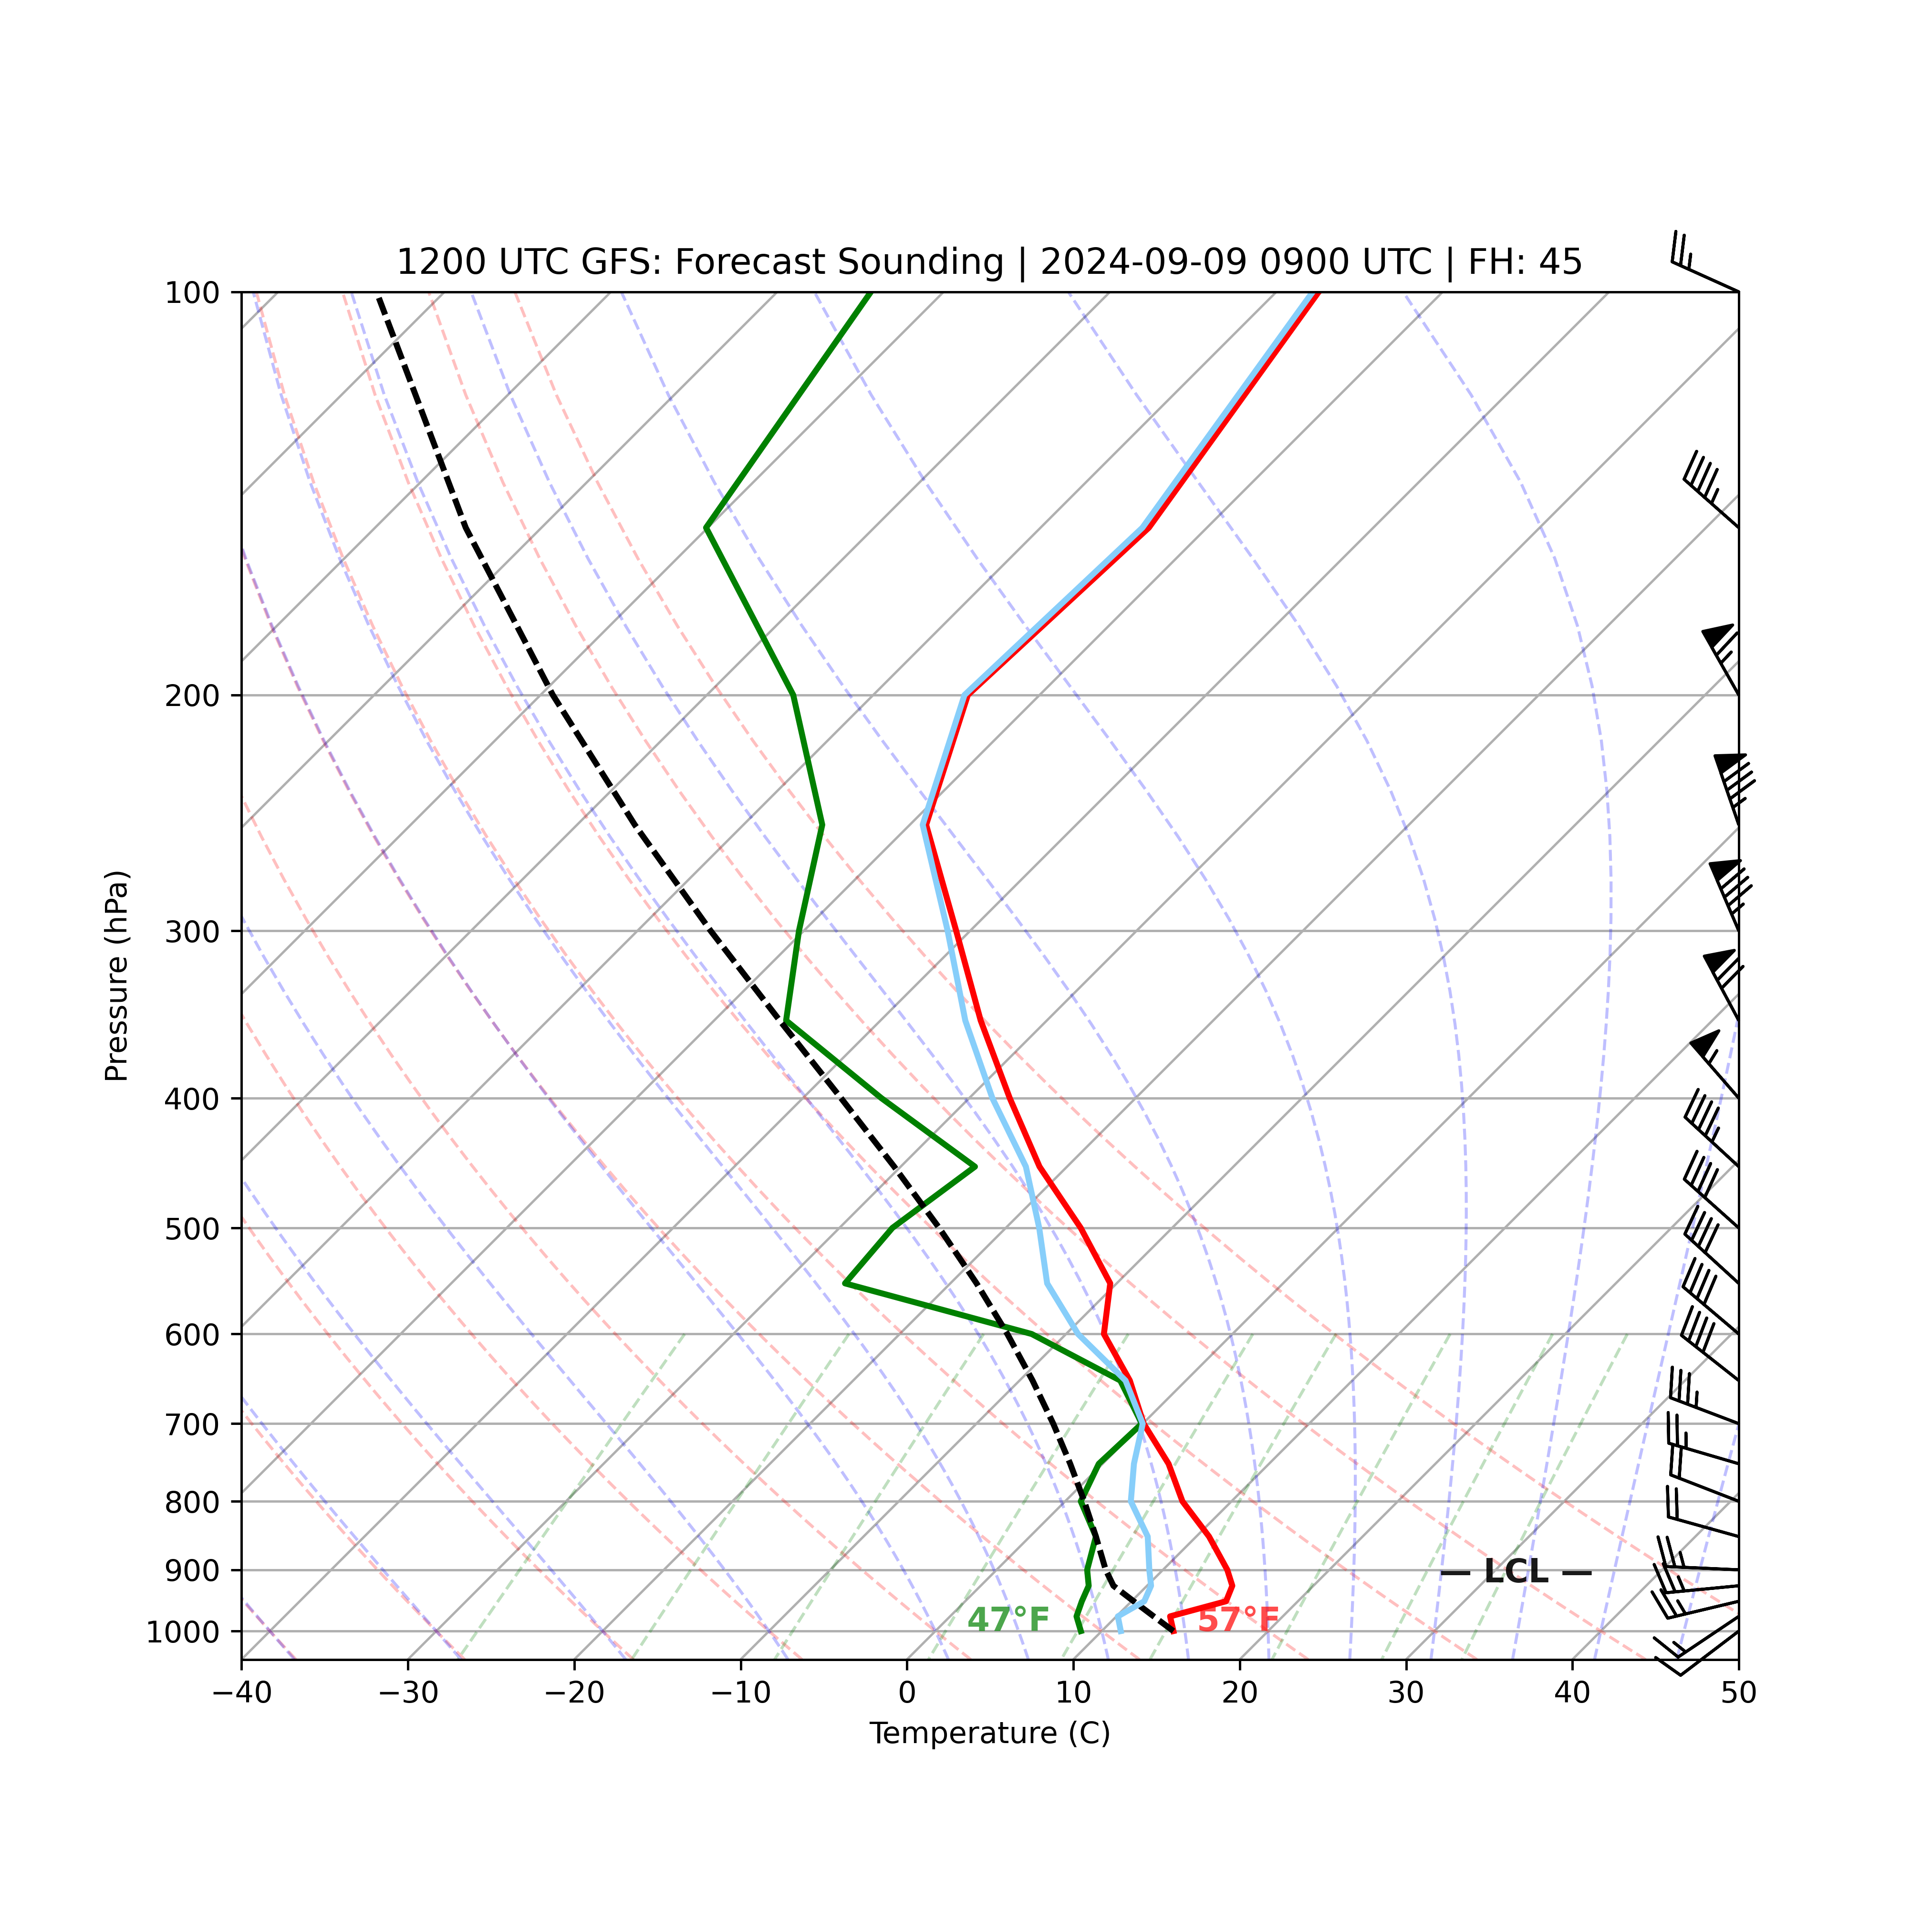 1200 UTC GFS: Forecast Sounding | 2024-09-09 0900 UTC | FH: 45
100
200
300
400
500
600
700
800
900
1000
Pressure (hPa)
— LCL —
47°F
57°F
−40 −30 −20 −10 0 10 20 30 40 50
Temperature (C)